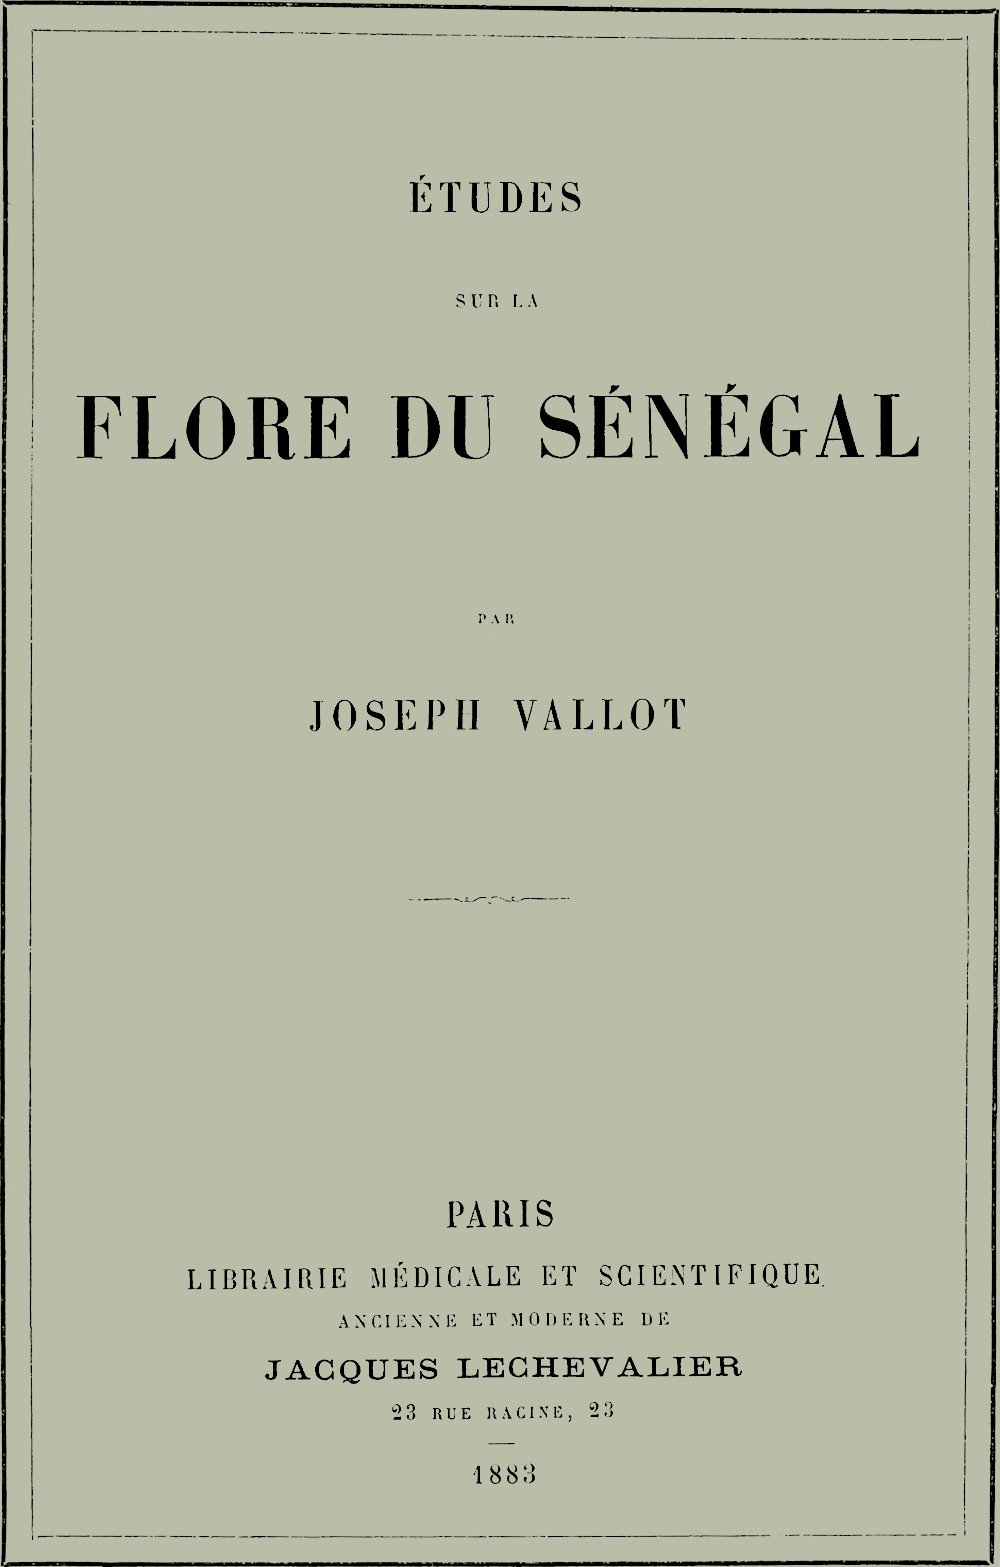 ÉTUDES
SUR LA
FLORE DU SÉNÉGAL
PAR
JOSEPH VALLOT
PARIS
LIBRAIRIE MÉDICALE ET SCIENTIFIQUE
ANCIENNE ET MODERNE DE
JACQUES LECHEVALIER
23 RUE RACINE, 23
1883